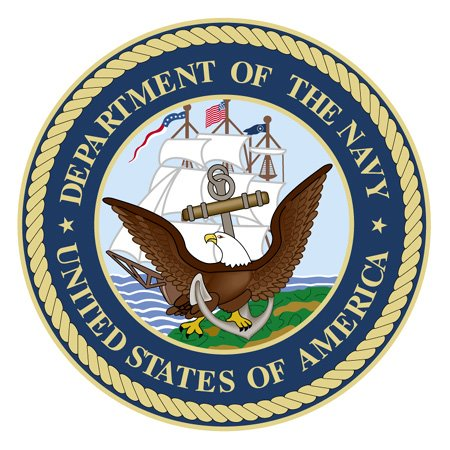 DEPARTMENT OF THE NAVY
UNITED STATES OF AMERICA